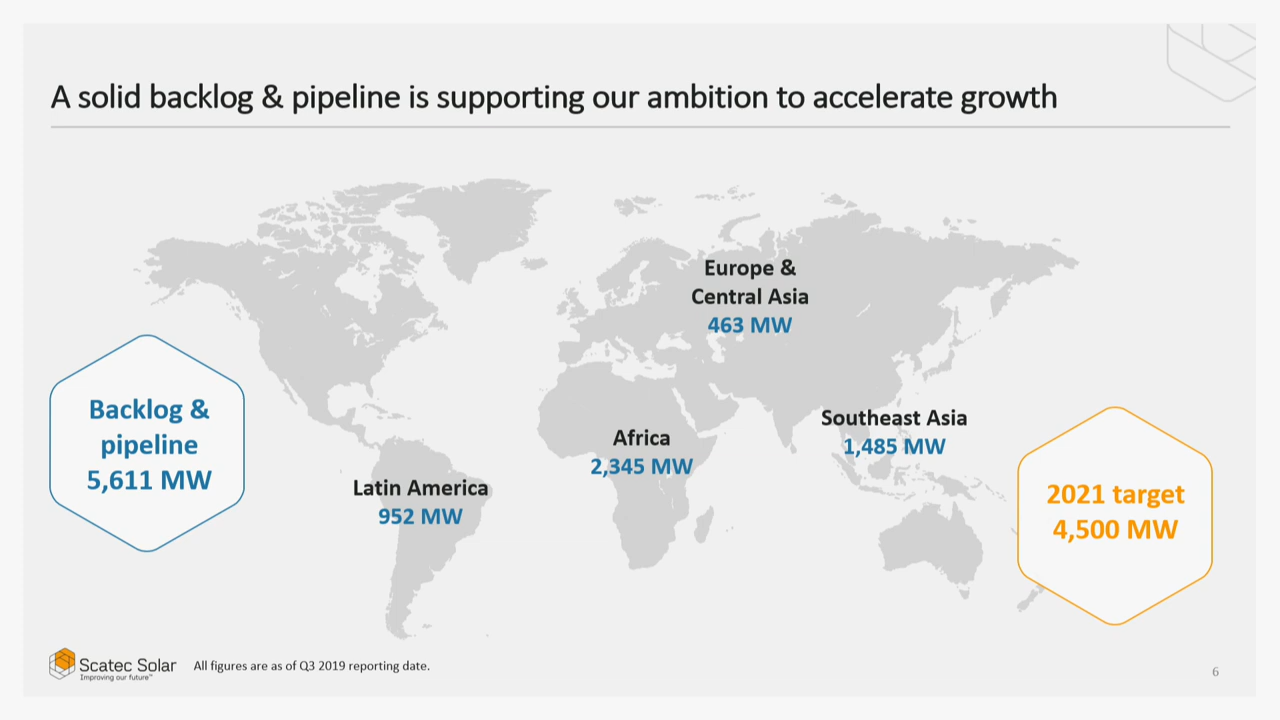 A solid backlog & pipeline is supporting our ambition to accelerate growth
Europe &
Central Asia
463 MW
Backlog &
pipeline
5,611 MW
Southeast Asia
1,485 MW
Africa
2,345 MW
Latin America
952 MW
2021 target
4,500 MW
Scatec Solar
Improving our future™
All figures are as of Q3 2019 reporting date.
6